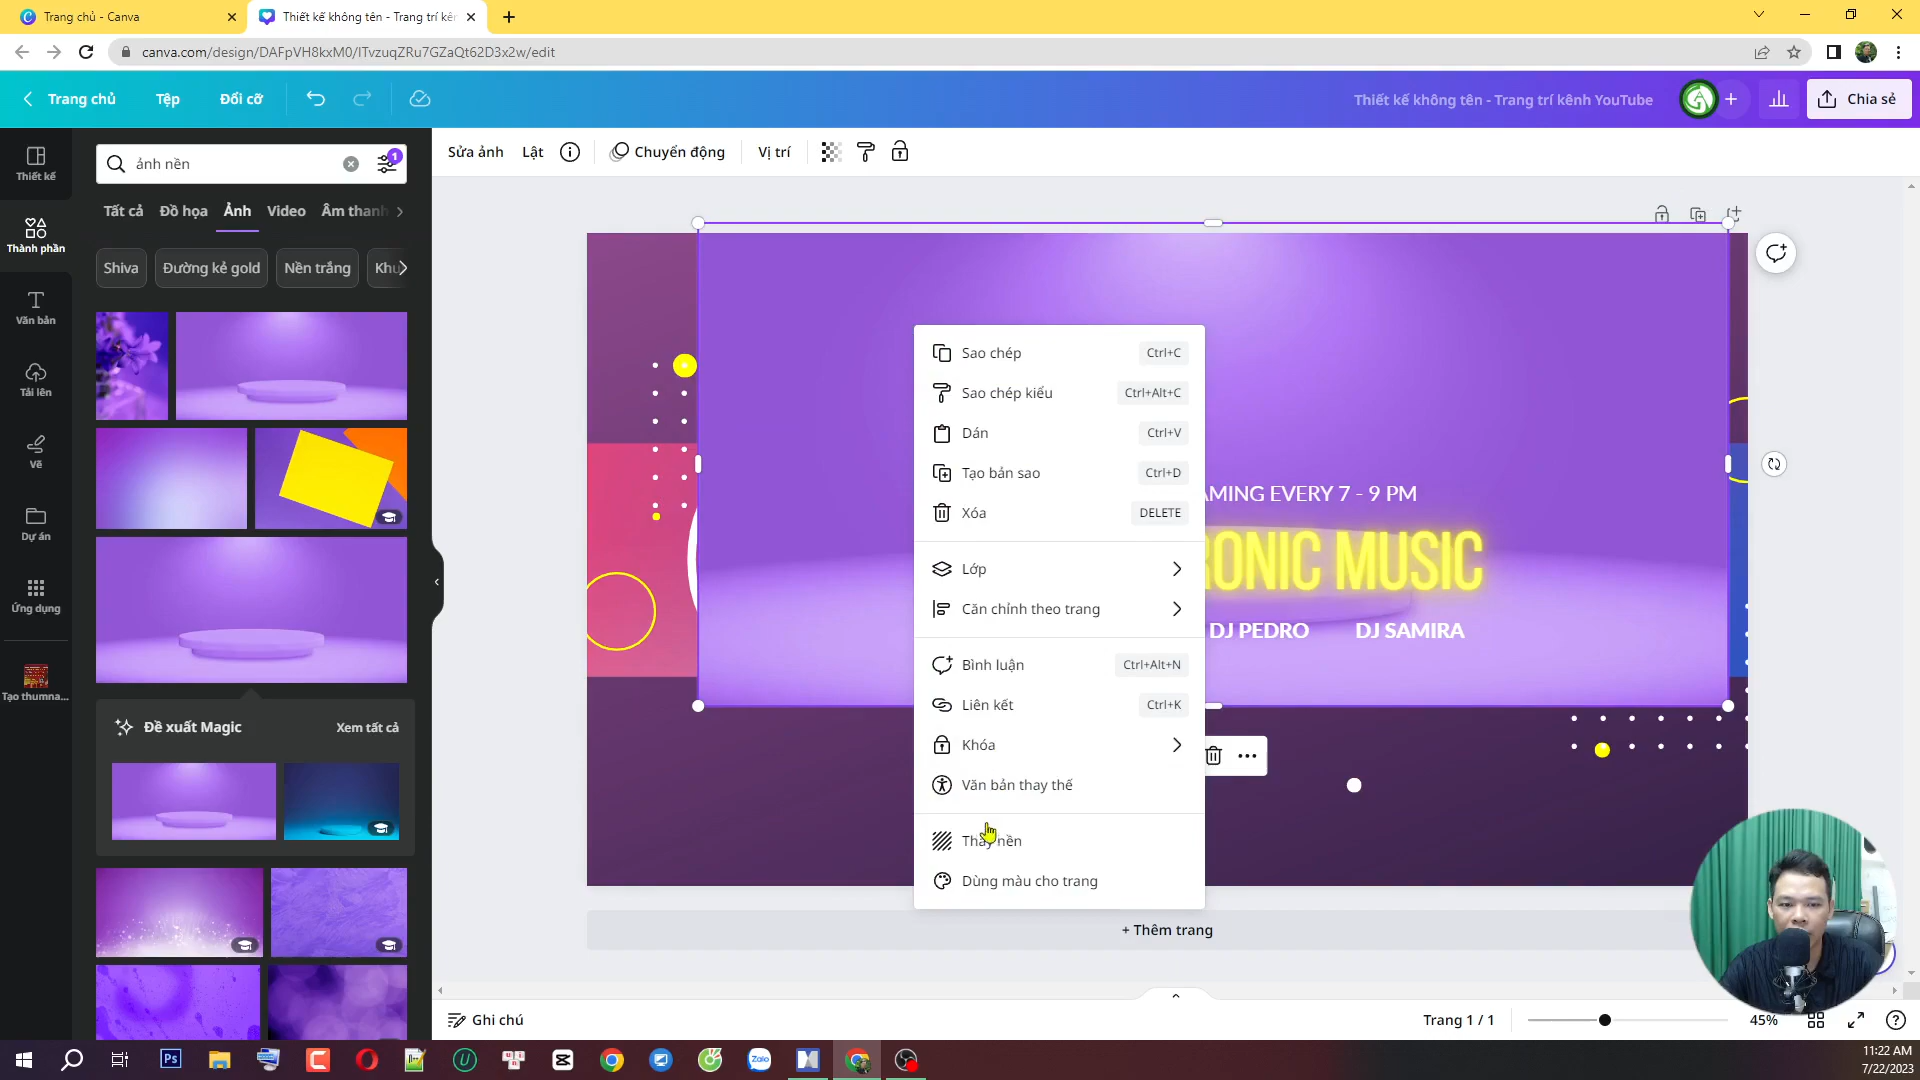 Trang chủ - Canva
Thiết kế không tên - Trang trí kên
canva.com/design/DAFpVH8kxM0/ITvzuqZRu7GZaQt62D3x2w/edit
Trang chủ
Tệp
Đổi cỡ
Thiết kế không tên - Trang trí kênh YouTube
Chia sẻ
Thiết kế
Thành phần
Văn bản
Tải lên
Vẽ
Dự án
Ứng dụng
Tạo thumna...
ảnh nền
1
Tất cả
Đồ họa
Ảnh
Video
Âm thanh
Shiva
Đường kẻ gold
Nền trắng
Khu
Đề xuất Magic
Xem tất cả
Sửa ảnh
Lật
Chuyển động
Vị trí
Sao chép Ctrl+C
Sao chép kiểu Ctrl+Alt+C
Dán Ctrl+V
Tạo bản sao Ctrl+D
Xóa DELETE
Lớp
Căn chỉnh theo trang
Bình luận Ctrl+Alt+N
Liên kết Ctrl+K
Khóa
Văn bản thay thế
Thay nền
Dùng màu cho trang
AMING EVERY 7 - 9 PM
RONIC MUSIC
DJ PEDRO
DJ SAMIRA
+ Thêm trang
Ghi chú
Trang 1 / 1
45%
Ps
Zalo
11:22 AM
7/22/2023